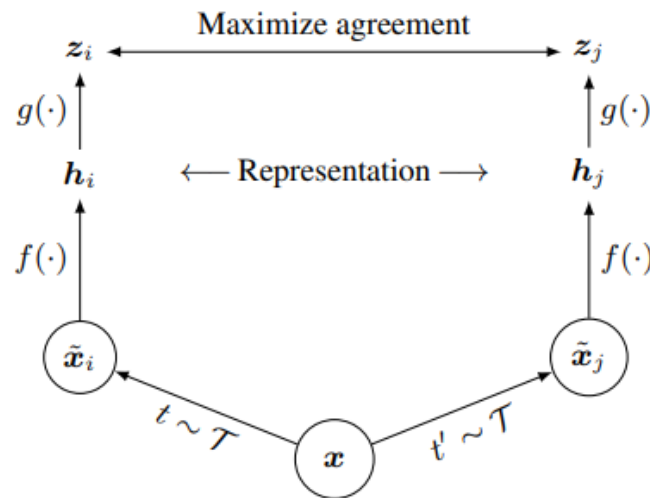 Maximize agreement
z_i z_j
g(·) g(·)
h_i ← Representation → h_j
f(·) f(·)
x̃_i x̃_j
t ∼ 𝒯 t' ∼ 𝒯
x